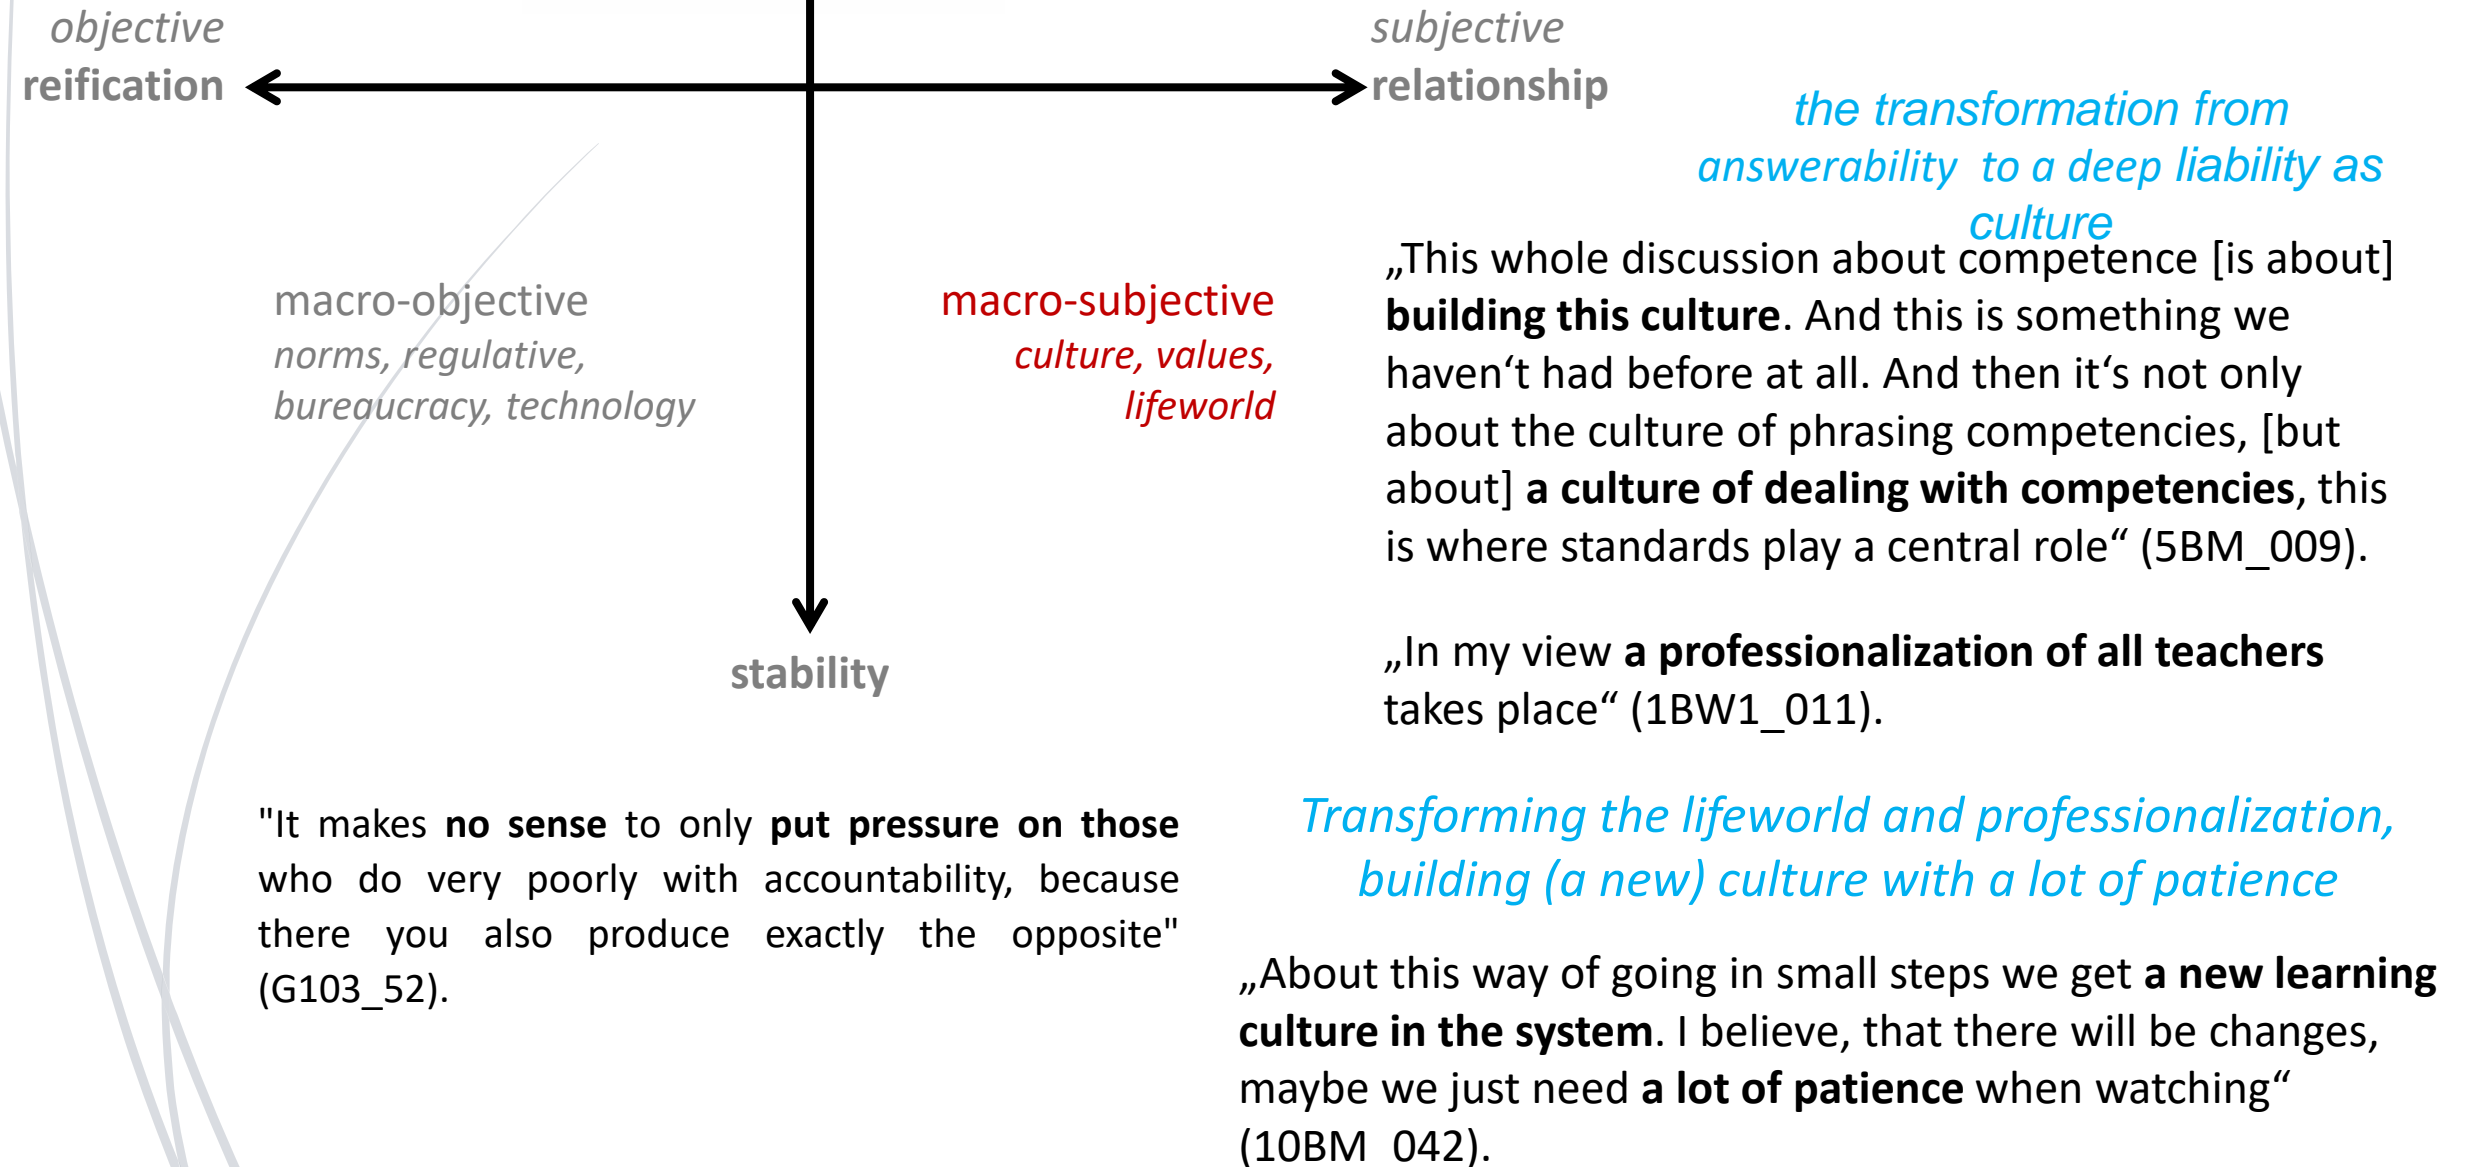 objective
reification
subjective
relationship
the transformation from
answerability to a deep liability as
culture
macro-objective
norms, regulative,
bureaucracy, technology
macro-subjective
culture, values,
lifeworld
stability
„This whole discussion about competence [is about]
building this culture. And this is something we
haven‘t had before at all. And then it‘s not only
about the culture of phrasing competencies, [but
about] a culture of dealing with competencies, this
is where standards play a central role“ (5BM_009).
„In my view a professionalization of all teachers
takes place“ (1BW1_011).
"It makes no sense to only put pressure on those
who do very poorly with accountability, because
there you also produce exactly the opposite"
(G103_52).
Transforming the lifeworld and professionalization,
building (a new) culture with a lot of patience
„About this way of going in small steps we get a new learning
culture in the system. I believe, that there will be changes,
maybe we just need a lot of patience when watching“
(10BM_042).